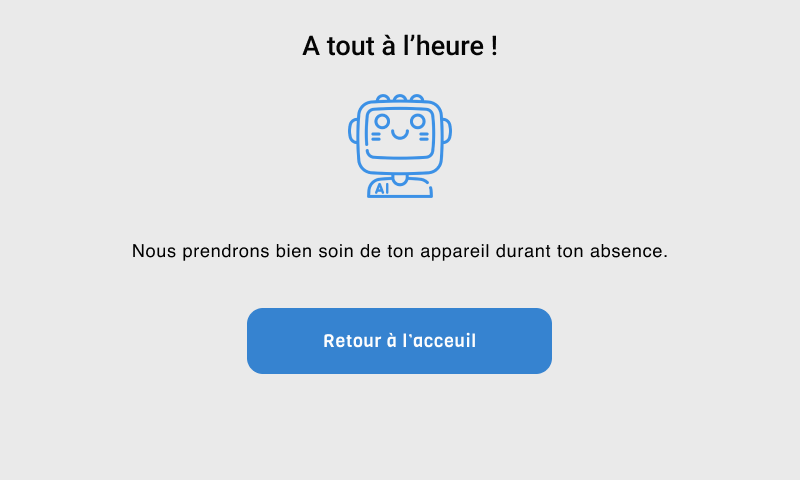 A tout à l’heure !
AI
Nous prendrons bien soin de ton appareil durant ton absence.
Retour à l'acceuil